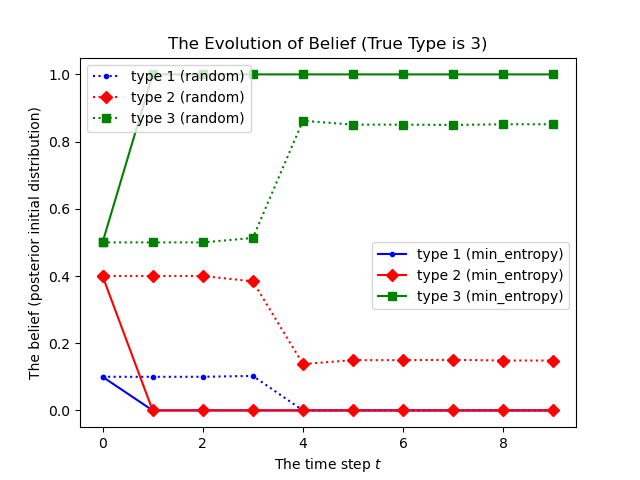 The Evolution of Belief (True Type is 3)
The belief (posterior initial distribution)
1.0
0.8
0.6
0.4
0.2
0.0
type 1 (random)
type 2 (random)
type 3 (random)
type 1 (min_entropy)
type 2 (min_entropy)
type 3 (min_entropy)
0 2 4 6 8
The time step t